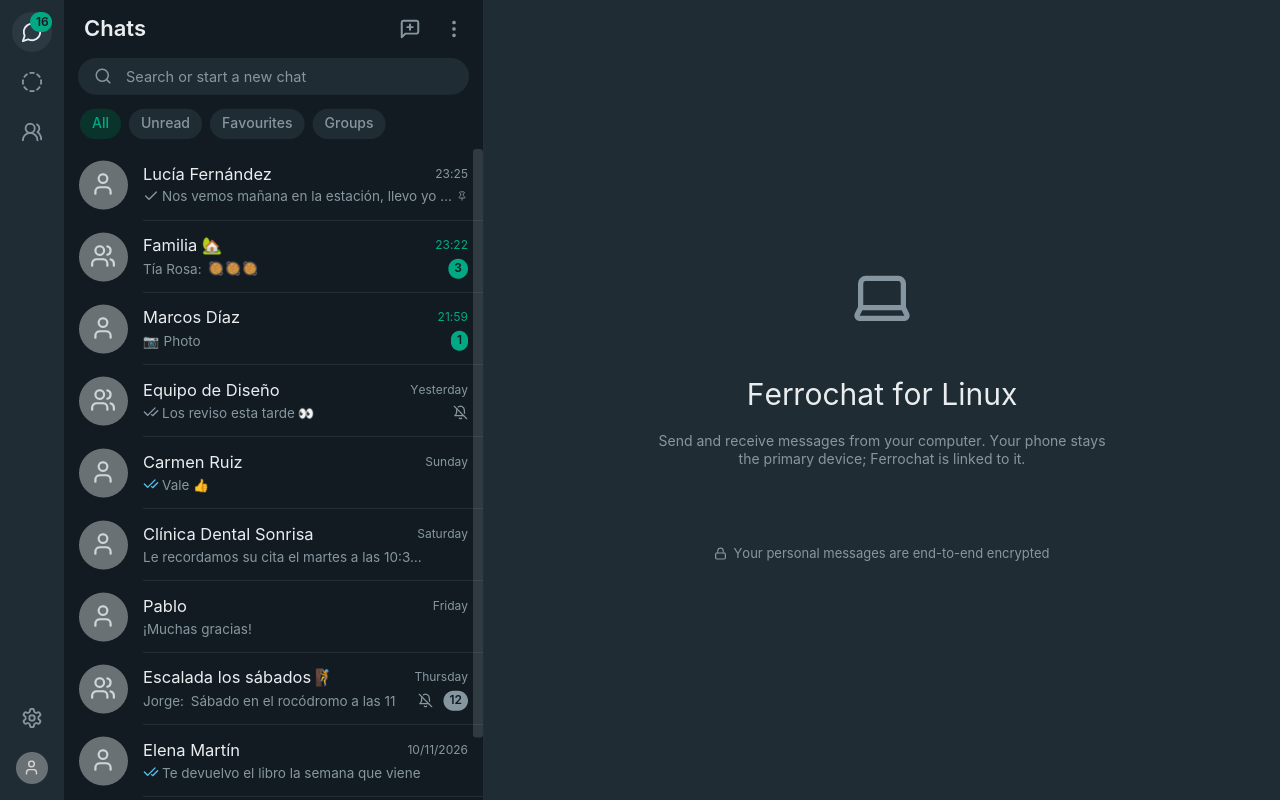 16
Chats
Search or start a new chat
All
Unread
Favourites
Groups
Lucía Fernández
23:25
Nos vemos mañana en la estación, llevo yo ...
Familia 🏡
23:22
Tía Rosa: 🥘🥘🥘
3
Marcos Díaz
21:59
📷 Photo
1
Equipo de Diseño
Yesterday
Los reviso esta tarde 👀
Carmen Ruiz
Sunday
Vale 👍
Clínica Dental Sonrisa
Saturday
Le recordamos su cita el martes a las 10:3...
Pablo
Friday
¡Muchas gracias!
Escalada los sábados 🧗
Thursday
Jorge: Sábado en el rocódromo a las 11
12
Elena Martín
10/11/2026
Te devuelvo el libro la semana que viene
Ferrochat for Linux
Send and receive messages from your computer. Your phone stays
the primary device; Ferrochat is linked to it.
Your personal messages are end-to-end encrypted